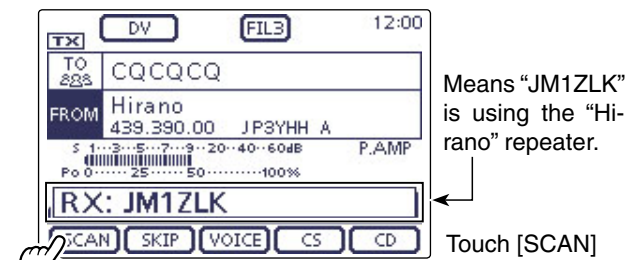 DV FIL3 12:00
TX
TO CQCQCQ
FROM Hirano
439.390.00 JP3YHH A
S 1···3···5···7···9··20··40··60dB P.AMP
Po 0······25······50·········100%
RX: JM1ZLK
SCAN SKIP VOICE CS CD
Means “JM1ZLK”
is using the “Hi-
rano” repeater.
Touch [SCAN]